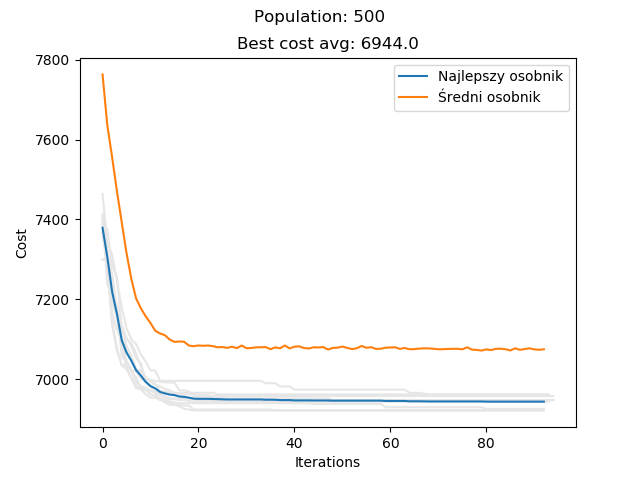 Population: 500
Best cost avg: 6944.0
7800
7600
7400
7200
7000
Cost
Najlepszy osobnik
Średni osobnik
0 20 40 60 80
Iterations